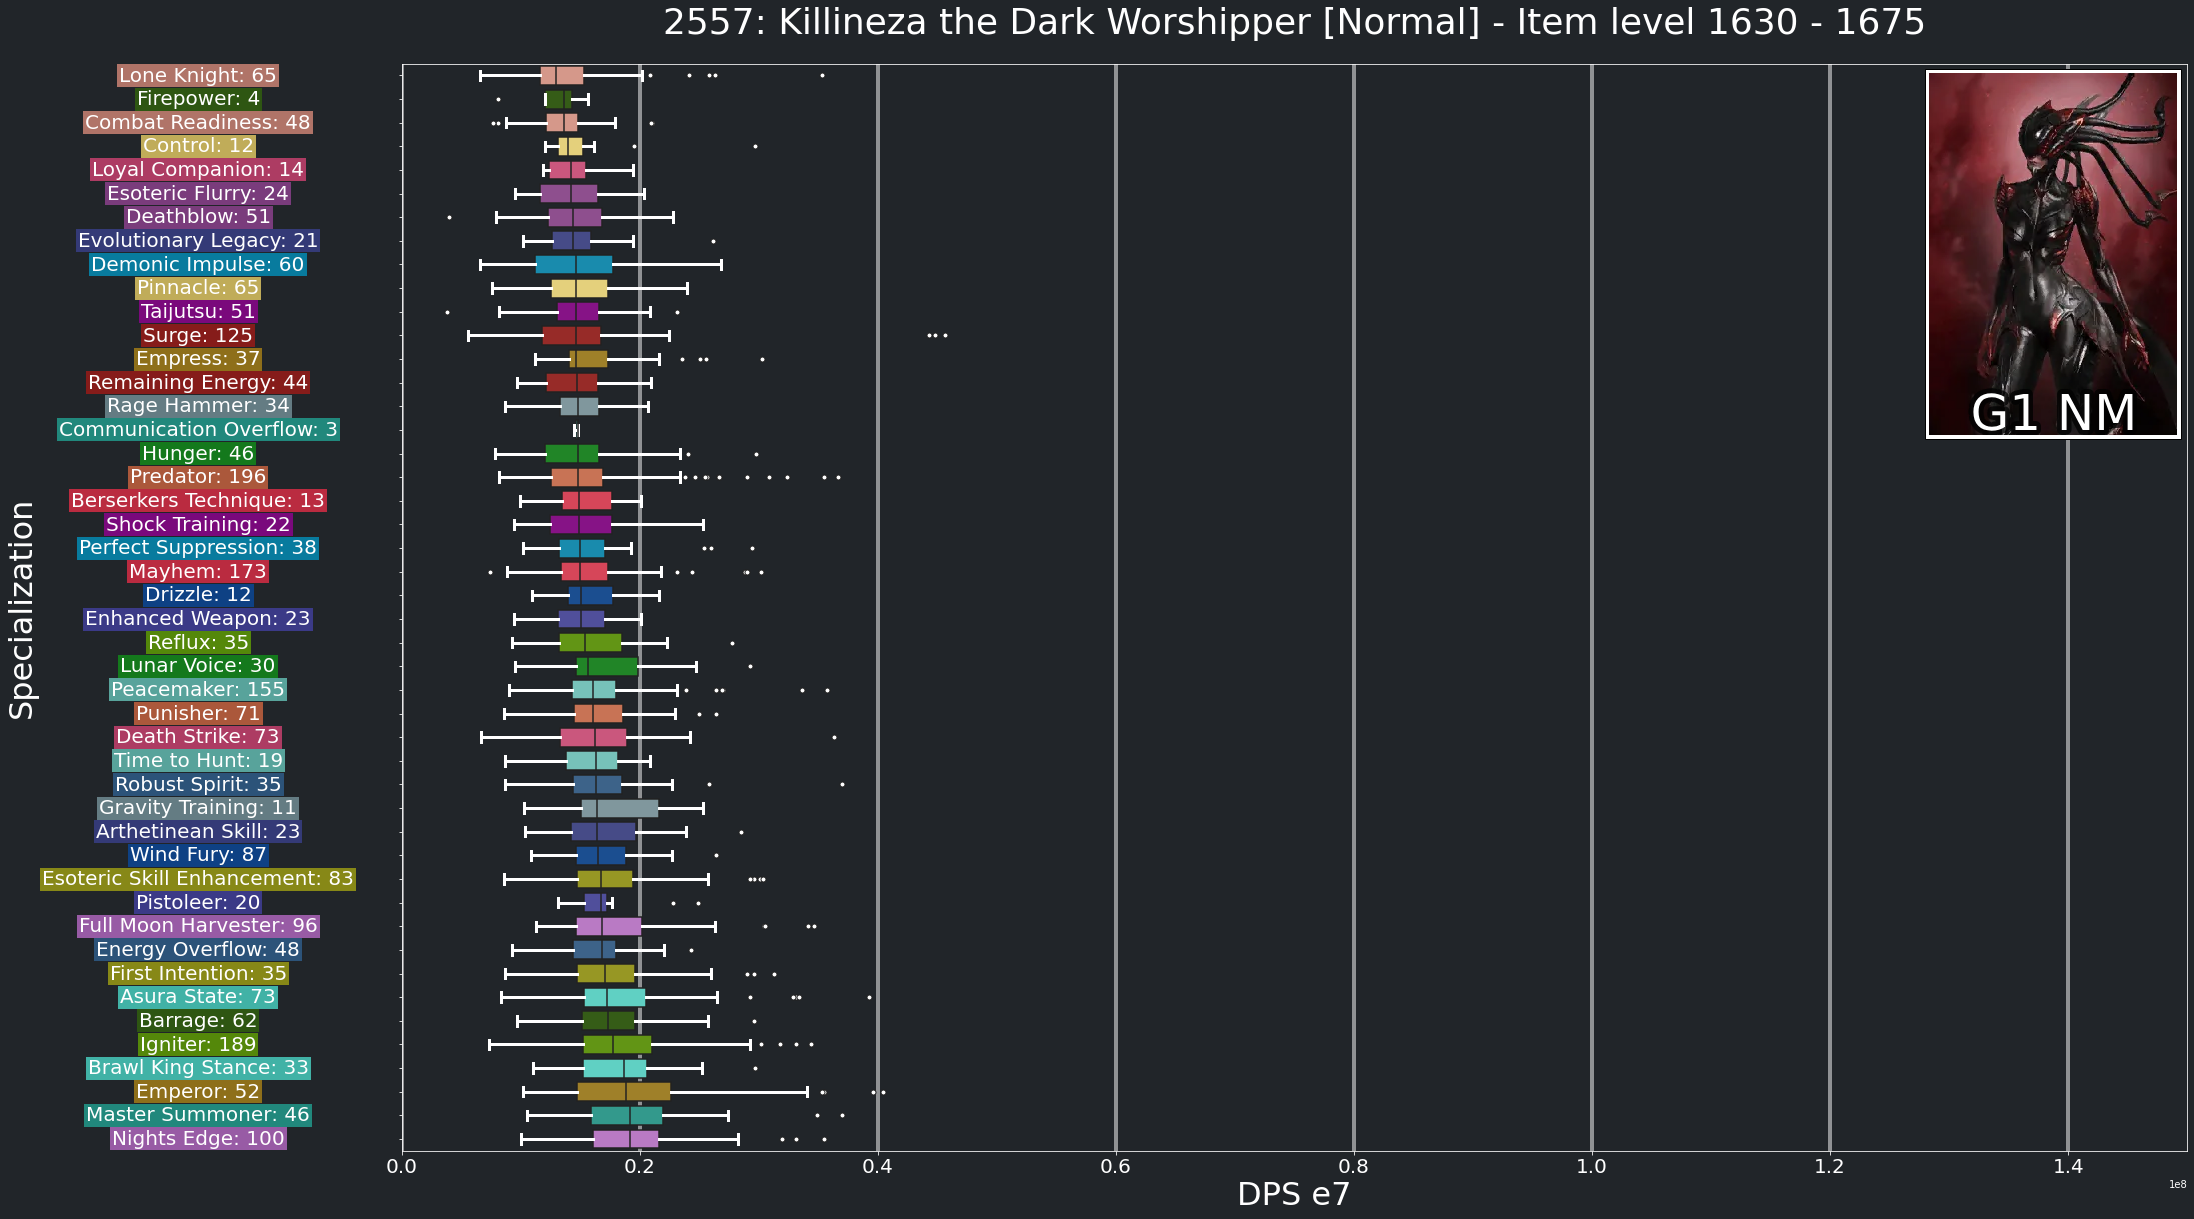 2557: Killineza the Dark Worshipper [Normal] - Item level 1630 - 1675
Lone Knight: 65
Firepower: 4
Combat Readiness: 48
Control: 12
Loyal Companion: 14
Esoteric Flurry: 24
Deathblow: 51
Evolutionary Legacy: 21
Demonic Impulse: 60
Pinnacle: 65
Taijutsu: 51
Surge: 125
Empress: 37
Remaining Energy: 44
Rage Hammer: 34
Communication Overflow: 3
Hunger: 46
Predator: 196
Berserkers Technique: 13
Shock Training: 22
Perfect Suppression: 38
Mayhem: 173
Drizzle: 12
Enhanced Weapon: 23
Reflux: 35
Lunar Voice: 30
Peacemaker: 155
Punisher: 71
Death Strike: 73
Time to Hunt: 19
Robust Spirit: 35
Gravity Training: 11
Arthetinean Skill: 23
Wind Fury: 87
Esoteric Skill Enhancement: 83
Pistoleer: 20
Full Moon Harvester: 96
Energy Overflow: 48
First Intention: 35
Asura State: 73
Barrage: 62
Igniter: 189
Brawl King Stance: 33
Emperor: 52
Master Summoner: 46
Nights Edge: 100
Specialization
G1 NM
0.0 0.2 0.4 0.6 0.8 1.0 1.2 1.4
DPS e7
1e8